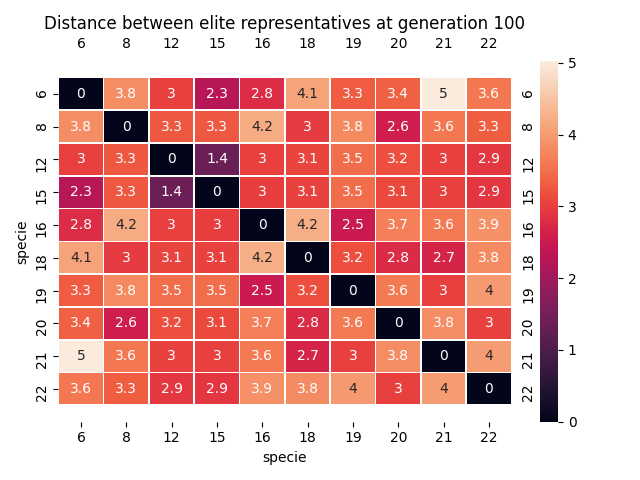 Distance between elite representatives at generation 100
6 8 12 15 16 18 19 20 21 22
6 0 3.8 3 2.3 2.8 4.1 3.3 3.4 5 3.6 6
8 3.8 0 3.3 3.3 4.2 3 3.8 2.6 3.6 3.3 8
12 3 3.3 0 1.4 3 3.1 3.5 3.2 3 2.9 12
15 2.3 3.3 1.4 0 3 3.1 3.5 3.1 3 2.9 15
16 2.8 4.2 3 3 0 4.2 2.5 3.7 3.6 3.9 16
18 4.1 3 3.1 3.1 4.2 0 3.2 2.8 2.7 3.8 18
19 3.3 3.8 3.5 3.5 2.5 3.2 0 3.6 3 4 19
20 3.4 2.6 3.2 3.1 3.7 2.8 3.6 0 3.8 3 20
21 5 3.6 3 3 3.6 2.7 3 3.8 0 4 21
22 3.6 3.3 2.9 2.9 3.9 3.8 4 3 4 0 22
6 8 12 15 16 18 19 20 21 22
specie
specie
5
4
3
2
1
0